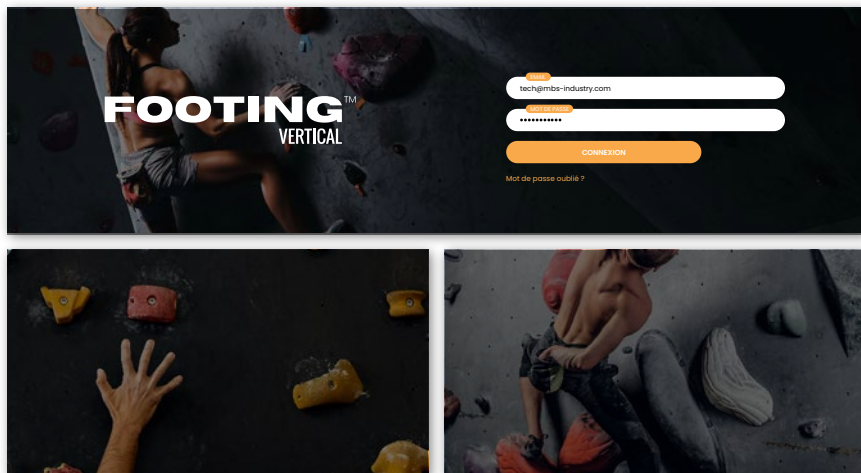 FOOTING™
VERTICAL
EMAIL
tech@mbs-industry.com
MOT DE PASSE
•••••••••••
CONNEXION
Mot de passe oublié ?